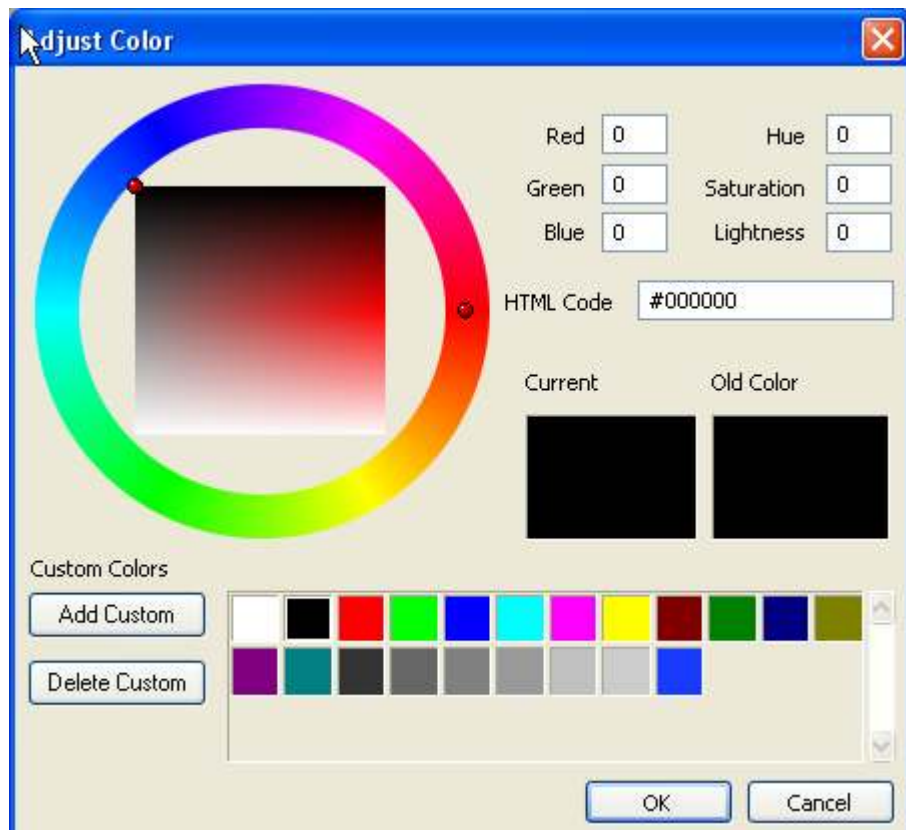 Adjust Color
Red 0 Hue 0
Green 0 Saturation 0
Blue 0 Lightness 0
HTML Code #000000
Current Old Color
Custom Colors
Add Custom
Delete Custom
OK Cancel